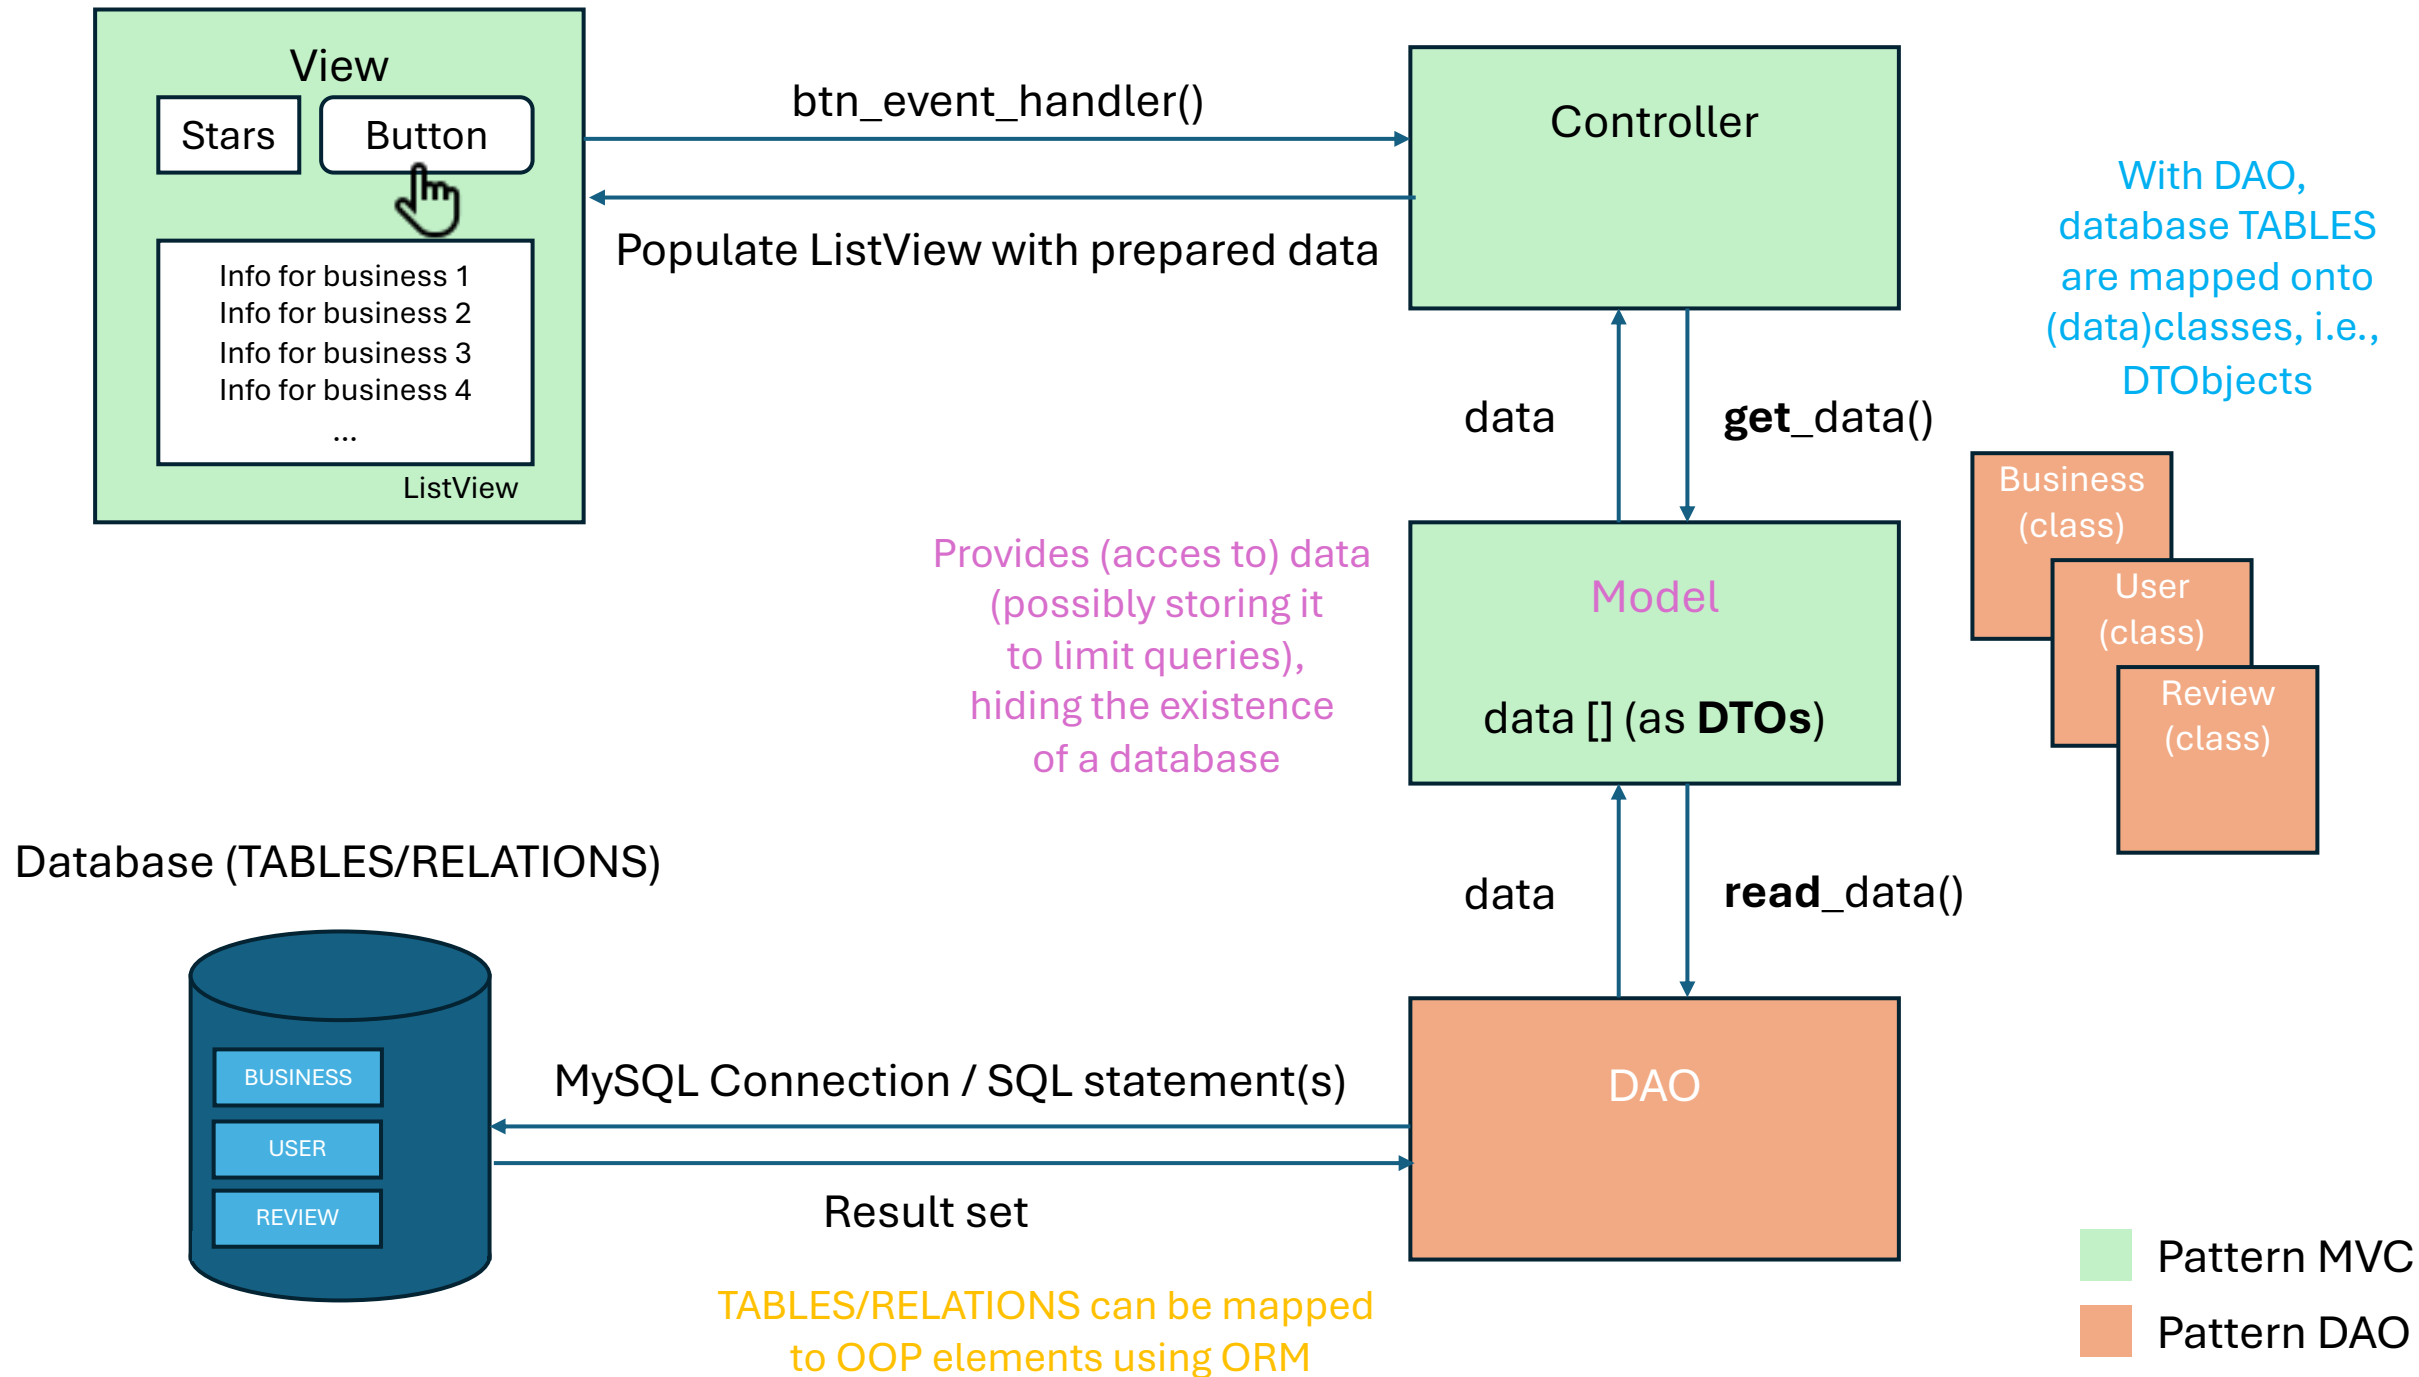 View
Stars
Button
Info for business 1
Info for business 2
Info for business 3
Info for business 4
...
ListView
btn_event_handler()
Populate ListView with prepared data
Controller
With DAO,
database TABLES
are mapped onto
(data)classes, i.e.,
DTObjects
data
get_data()
Business
(class)
User
(class)
Review
(class)
Provides (acces to) data
(possibly storing it
to limit queries),
hiding the existence
of a database
Model
data [] (as DTOs)
data
read_data()
Database (TABLES/RELATIONS)
BUSINESS
USER
REVIEW
MySQL Connection / SQL statement(s)
Result set
DAO
TABLES/RELATIONS can be mapped
to OOP elements using ORM
Pattern MVC
Pattern DAO